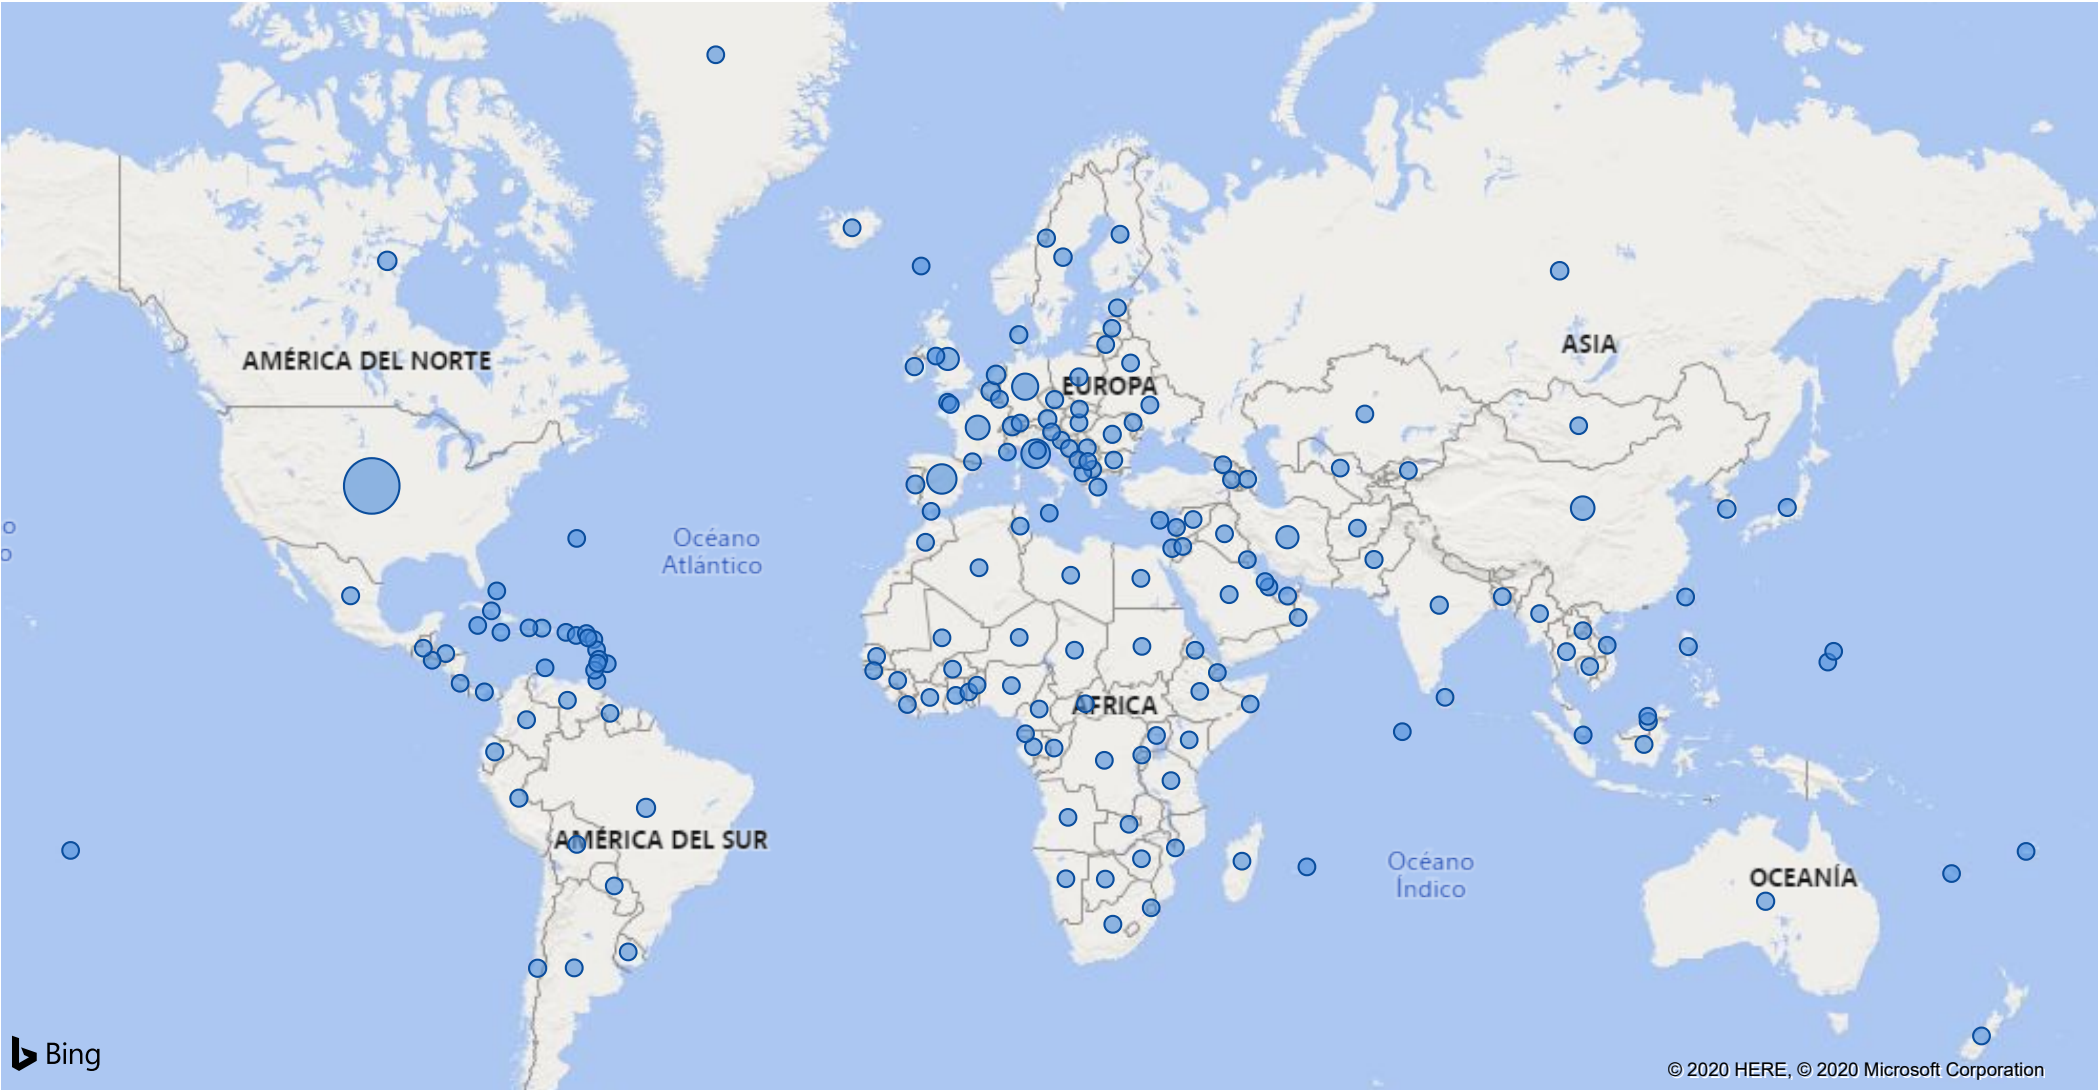 ASIA
AMÉRICA DEL NORTE
EUROPA
Océano
Atlántico
o
o
ÁFRICA
AMÉRICA DEL SUR
Océano
Índico
OCEANÍA
Bing
© 2020 HERE, © 2020 Microsoft Corporation